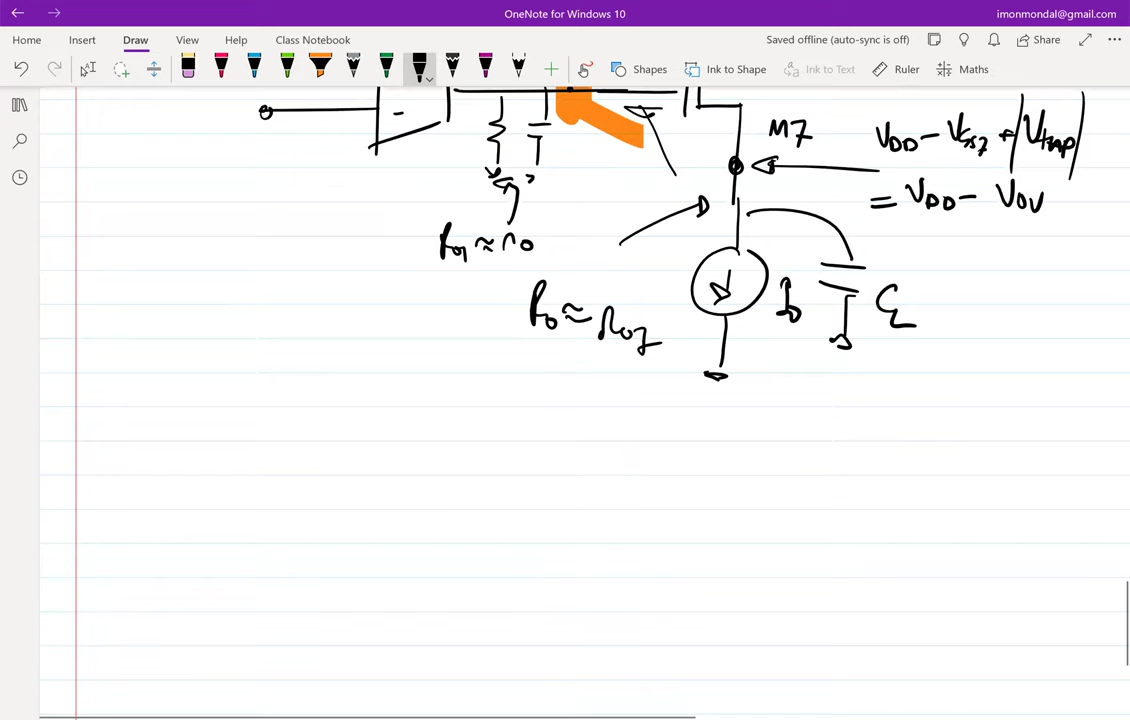 OneNote for Windows 10
imonmondal@gmail.com
Home Insert Draw View Help Class Notebook
Saved offline (auto-sync is off) Share
Shapes Ink to Shape Ink to Text Ruler Maths
-
M7
VDD - VSG7 + |VTHP|
= VDD - VOV
Ro1 ≈ ro
Ro ≈ ro7
I0
CL